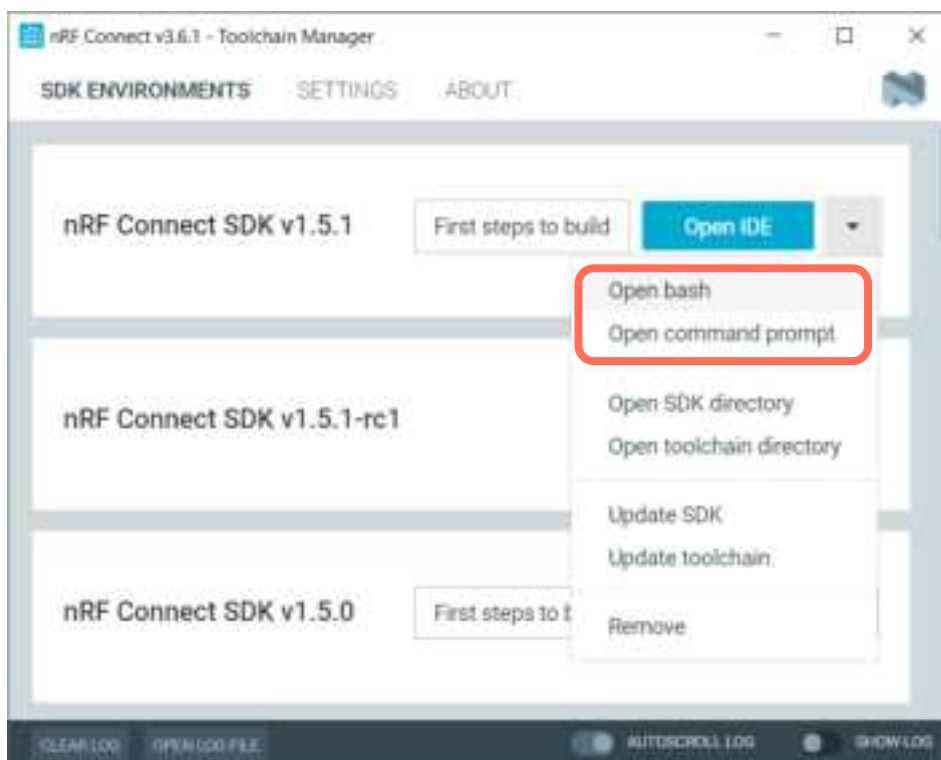 nRF Connect v3.6.1 - Toolchain Manager
SDK ENVIRONMENTS SETTINGS ABOUT
nRF Connect SDK v1.5.1 First steps to build Open IDE
Open bash
Open command prompt
nRF Connect SDK v1.5.1-rc1
Open SDK directory
Open toolchain directory
Update SDK
Update toolchain
nRF Connect SDK v1.5.0 First steps to b
Remove
CLEAR LOG OPEN LOG FILE AUTOSCROLL LOG SHOW LOG